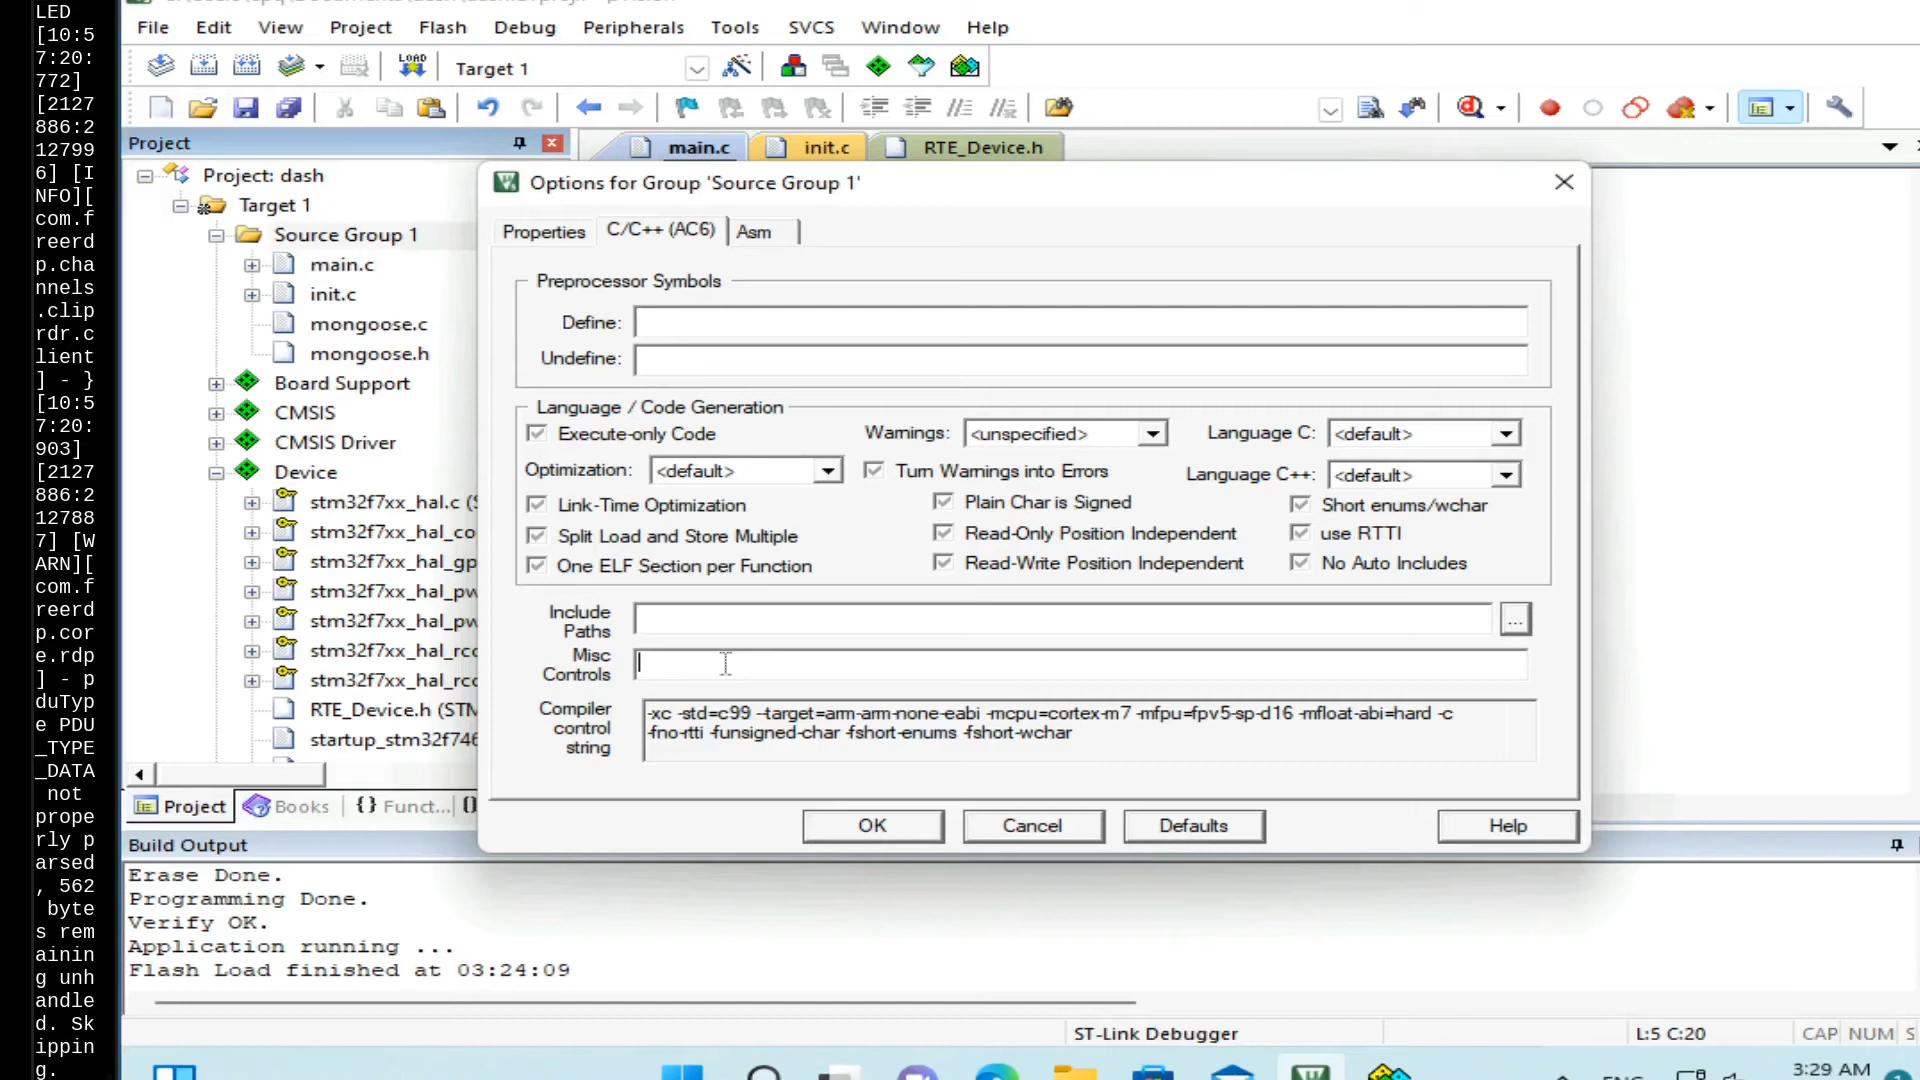 LED
[10:5
7:20:
772]
[2127
886:2
12799
6] [I
NFO][
com.f
reerd
p.cha
nnels
.clip
rdr.c
lient
] - }
[10:5
7:20:
903]
[2127
886:2
12788
7] [W
ARN][
com.f
reerd
p.cor
e.rdp
] - p
duTyp
e PDU
_TYPE
_DATA
not
prope
rly p
arsed
, 562
byte
s rem
ainin
g unh
andle
d. Sk
ippin
g.
File Edit View Project Flash Debug Peripherals Tools SVCS Window Help
LOAD Target 1
Project
main.c init.c RTE_Device.h
Project: dash
Target 1
Source Group 1
main.c
init.c
mongoose.c
mongoose.h
Board Support
CMSIS
CMSIS Driver
Device
stm32f7xx_hal.c (S
stm32f7xx_hal_co
stm32f7xx_hal_gp
stm32f7xx_hal_pw
stm32f7xx_hal_pw
stm32f7xx_hal_rcc
stm32f7xx_hal_rcc
RTE_Device.h (STM
startup_stm32f746
Project Books {} Funct...
Options for Group 'Source Group 1'
Properties C/C++ (AC6) Asm
Preprocessor Symbols
Define:
Undefine:
Language / Code Generation
Execute-only Code Warnings: <unspecified> Language C: <default>
Optimization: <default> Turn Warnings into Errors Language C++: <default>
Link-Time Optimization Plain Char is Signed Short enums/wchar
Split Load and Store Multiple Read-Only Position Independent use RTTI
One ELF Section per Function Read-Write Position Independent No Auto Includes
Include
Paths
...
Misc
Controls
Compiler
control
string
-xc -std=c99 --target=arm-arm-none-eabi -mcpu=cortex-m7 -mfpu=fpv5-sp-d16 -mfloat-abi=hard -c
-fno-rtti -funsigned-char -fshort-enums -fshort-wchar
OK Cancel Defaults Help
Build Output
Erase Done.
Programming Done.
Verify OK.
Application running ...
Flash Load finished at 03:24:09
ST-Link Debugger L:5 C:20 CAP NUM S
3:29 AM